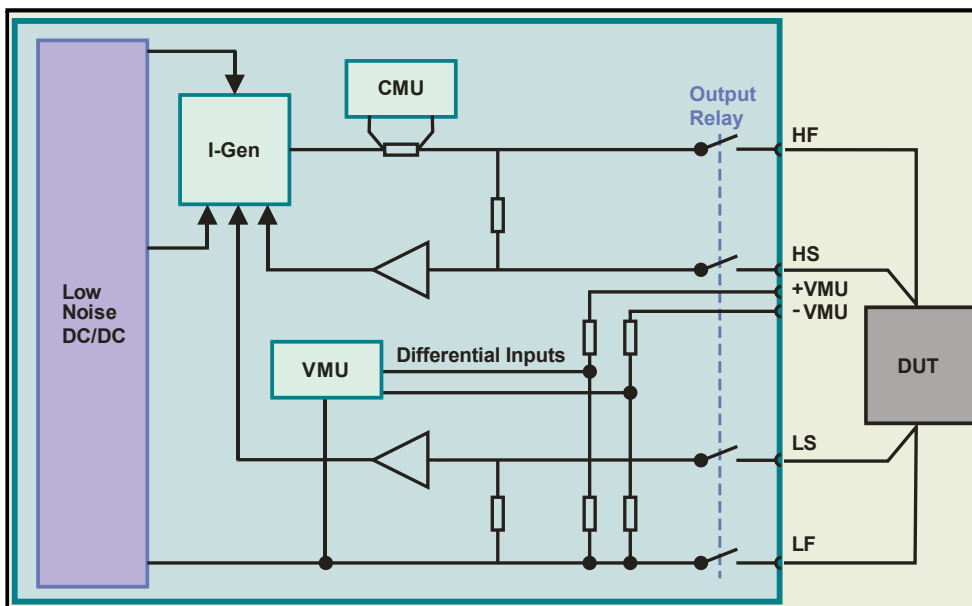 CMU
Output
Relay
HF
I-Gen
HS
+VMU
-VMU
Low
Noise
DC/DC
Differential Inputs
VMU
DUT
LS
LF